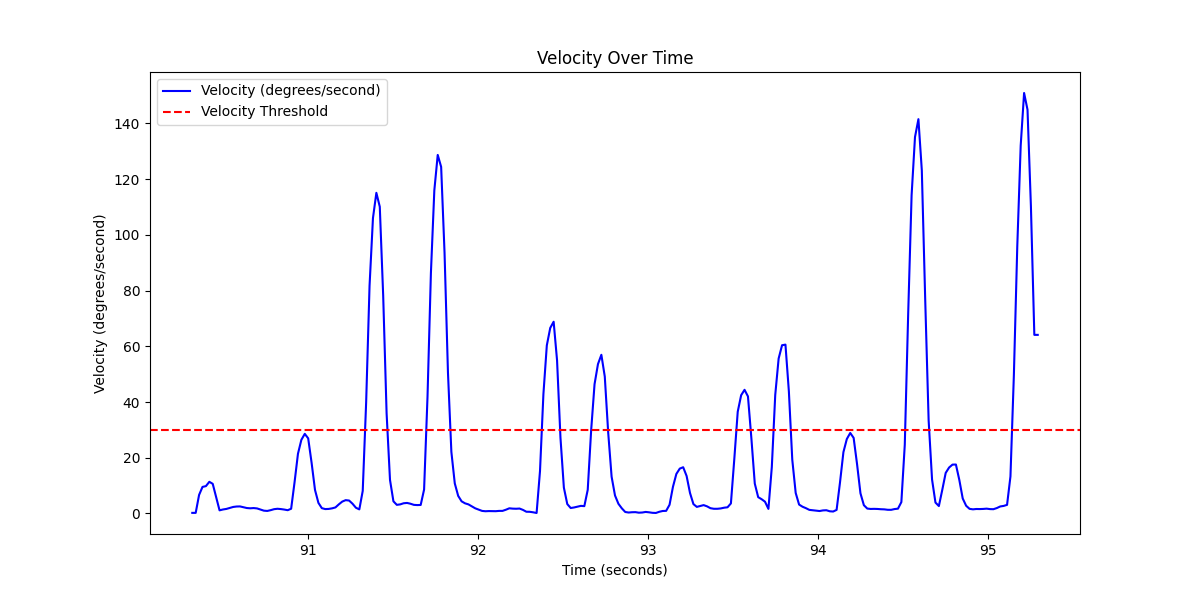 Velocity Over Time
Velocity (degrees/second)
Velocity Threshold
Velocity (degrees/second)
140
120
100
80
60
40
20
0
91 92 93 94 95
Time (seconds)